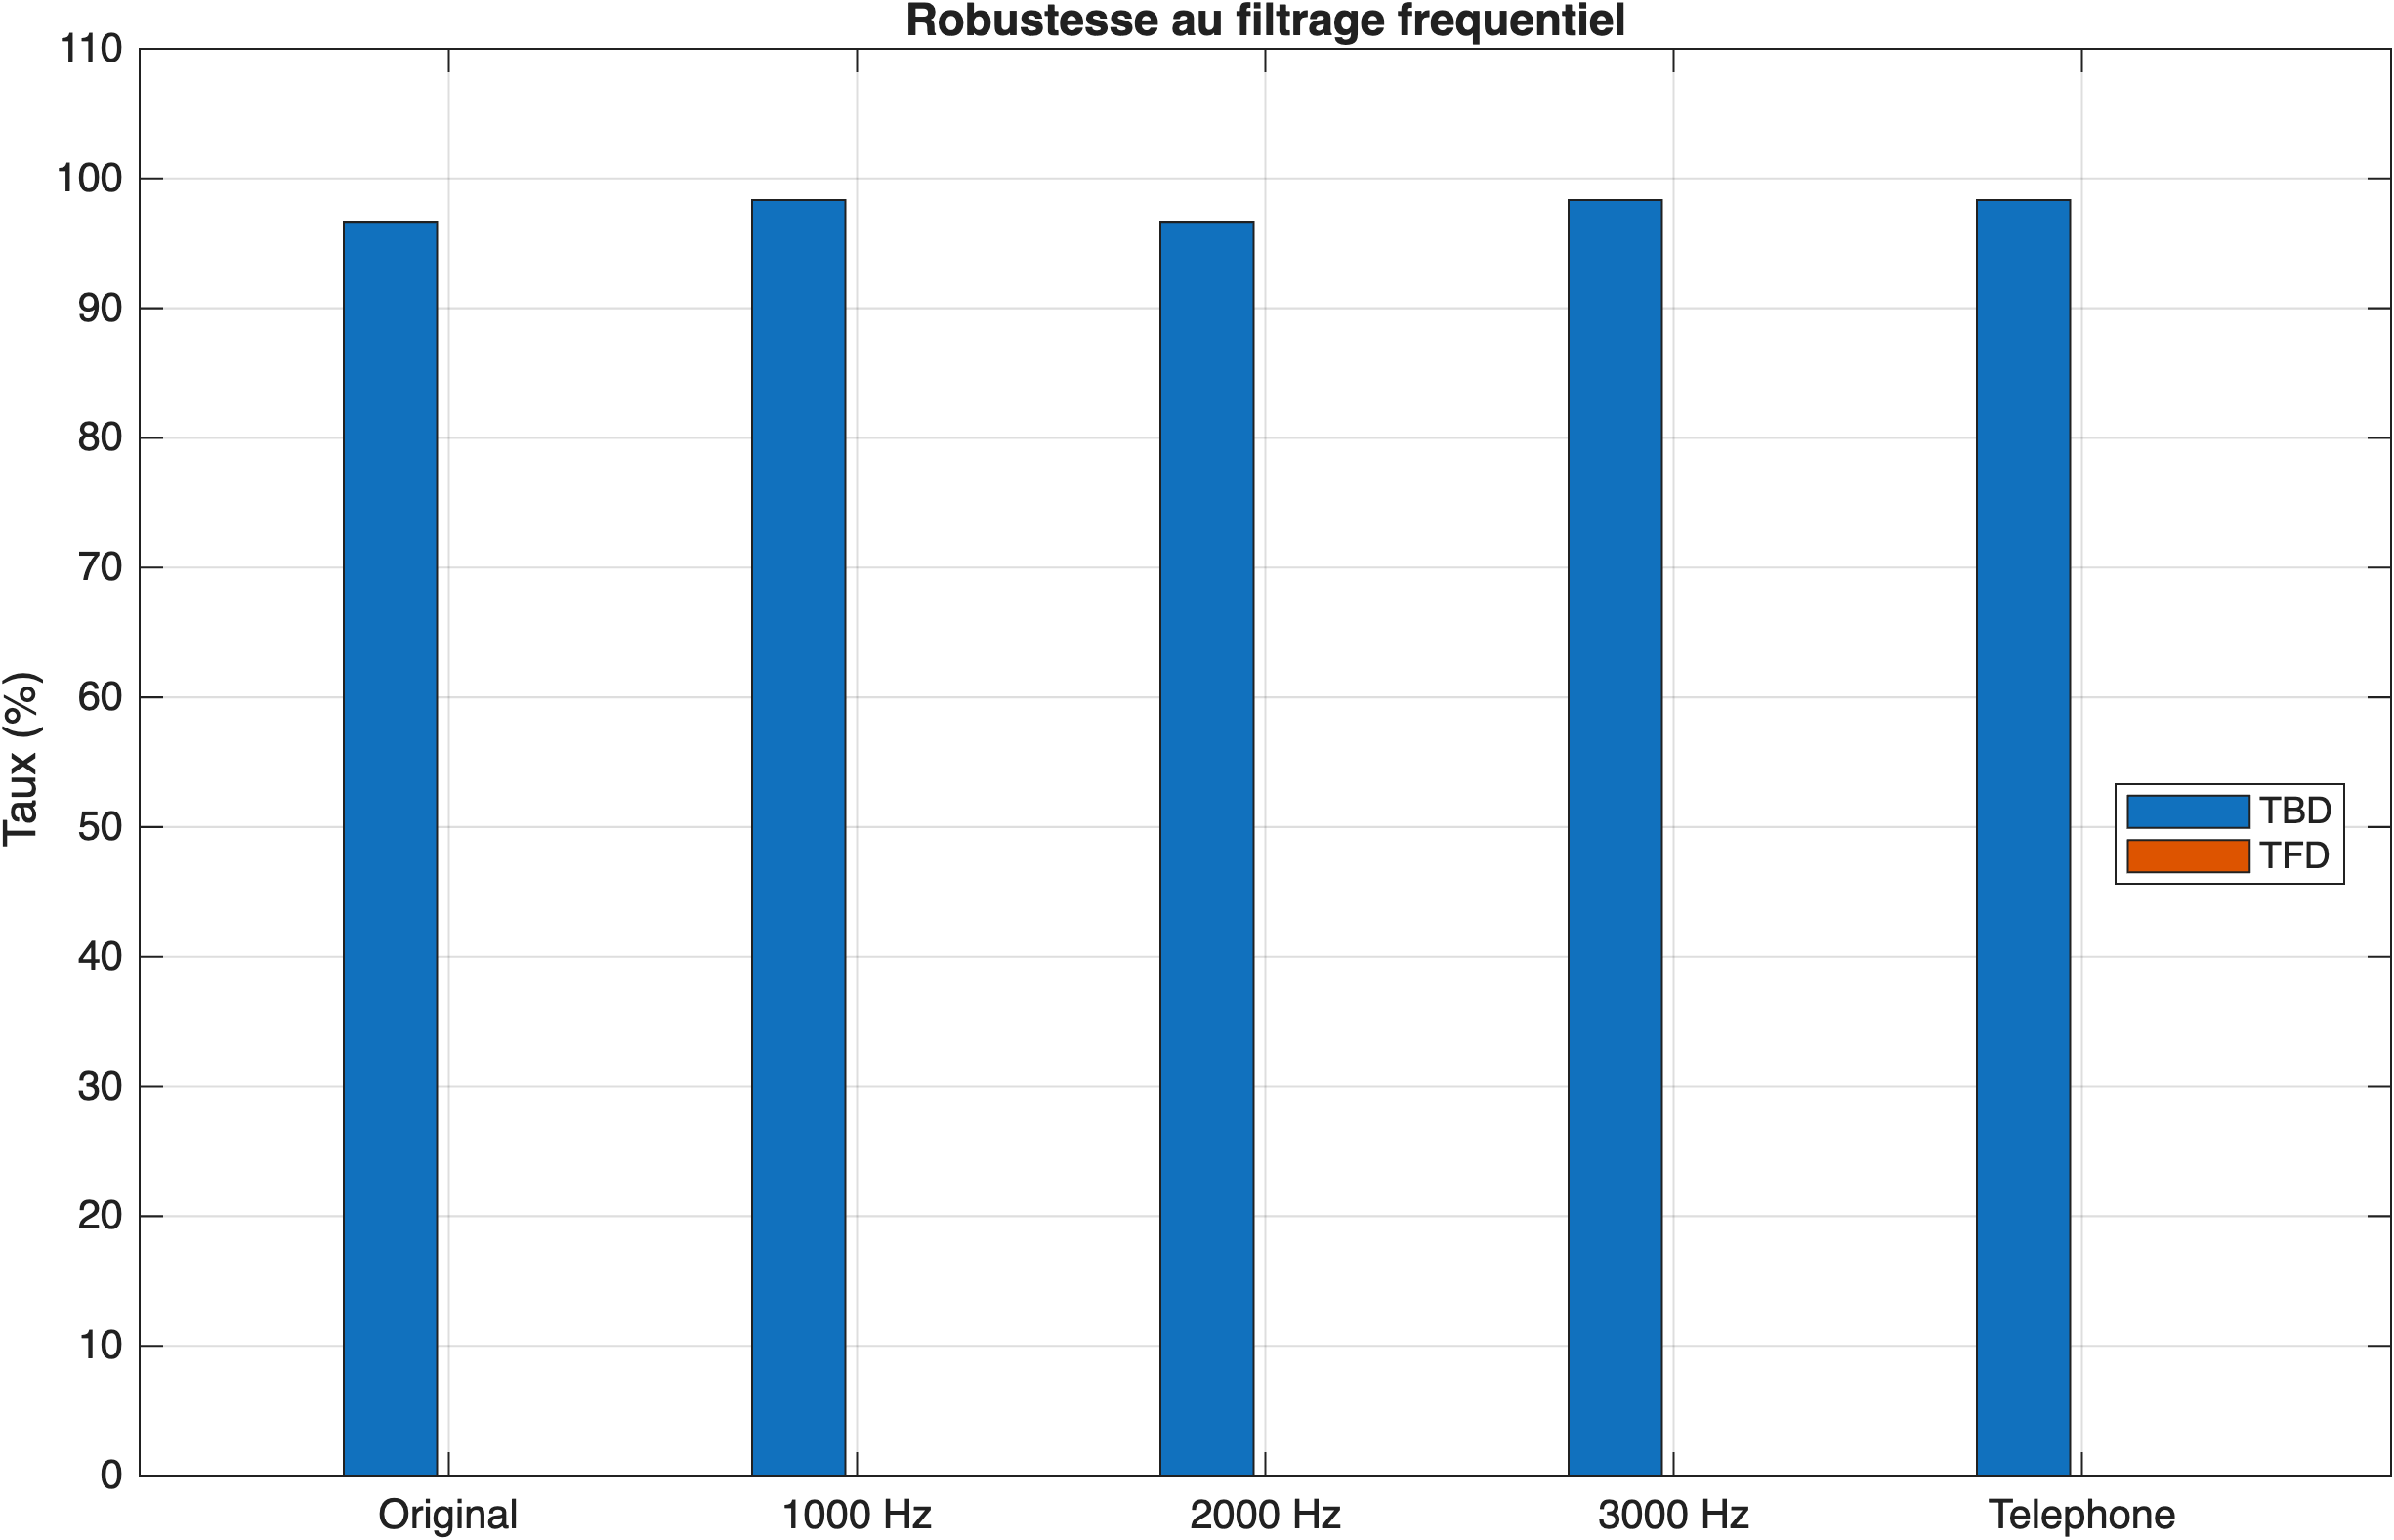 Robustesse au filtrage frequentiel
110
100
90
80
70
60
50
40
30
20
10
0
Taux (%)
TBD
TFD
Original
1000 Hz
2000 Hz
3000 Hz
Telephone